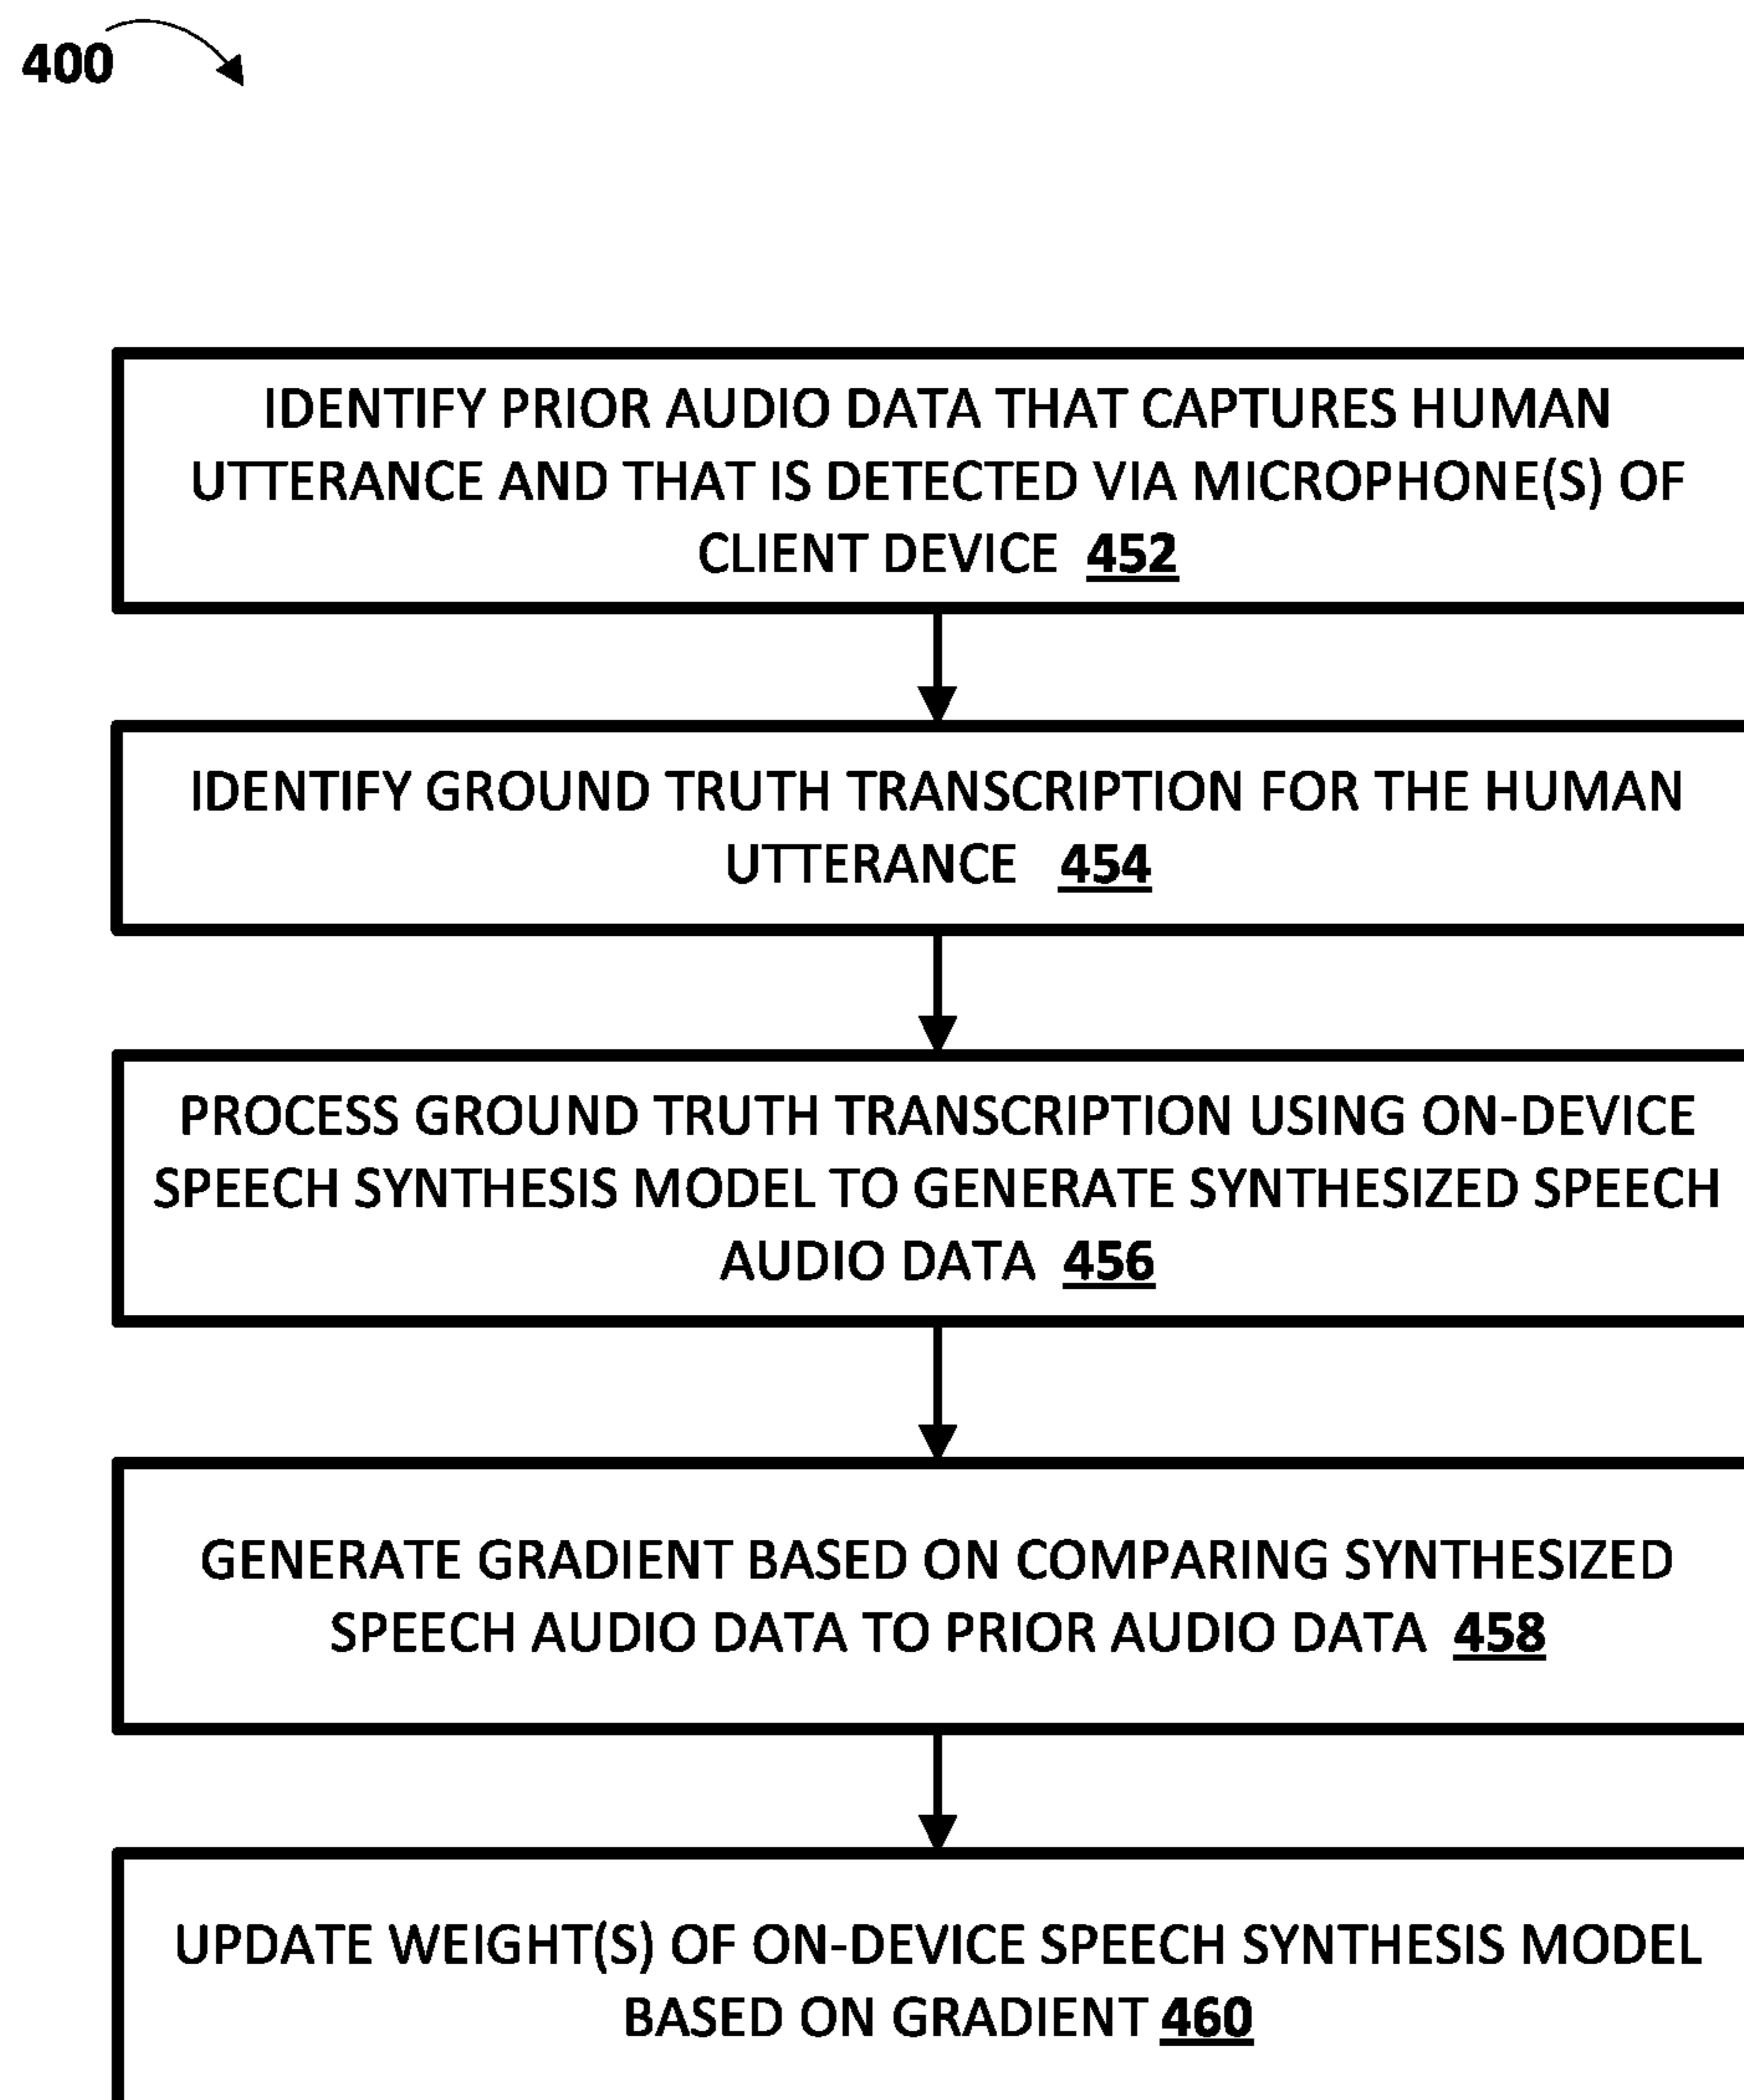 400
IDENTIFY PRIOR AUDIO DATA THAT CAPTURES HUMAN
UTTERANCE AND THAT IS DETECTED VIA MICROPHONE(S) OF
CLIENT DEVICE 452
IDENTIFY GROUND TRUTH TRANSCRIPTION FOR THE HUMAN
UTTERANCE 454
PROCESS GROUND TRUTH TRANSCRIPTION USING ON-DEVICE
SPEECH SYNTHESIS MODEL TO GENERATE SYNTHESIZED SPEECH
AUDIO DATA 456
GENERATE GRADIENT BASED ON COMPARING SYNTHESIZED
SPEECH AUDIO DATA TO PRIOR AUDIO DATA 458
UPDATE WEIGHT(S) OF ON-DEVICE SPEECH SYNTHESIS MODEL
BASED ON GRADIENT 460